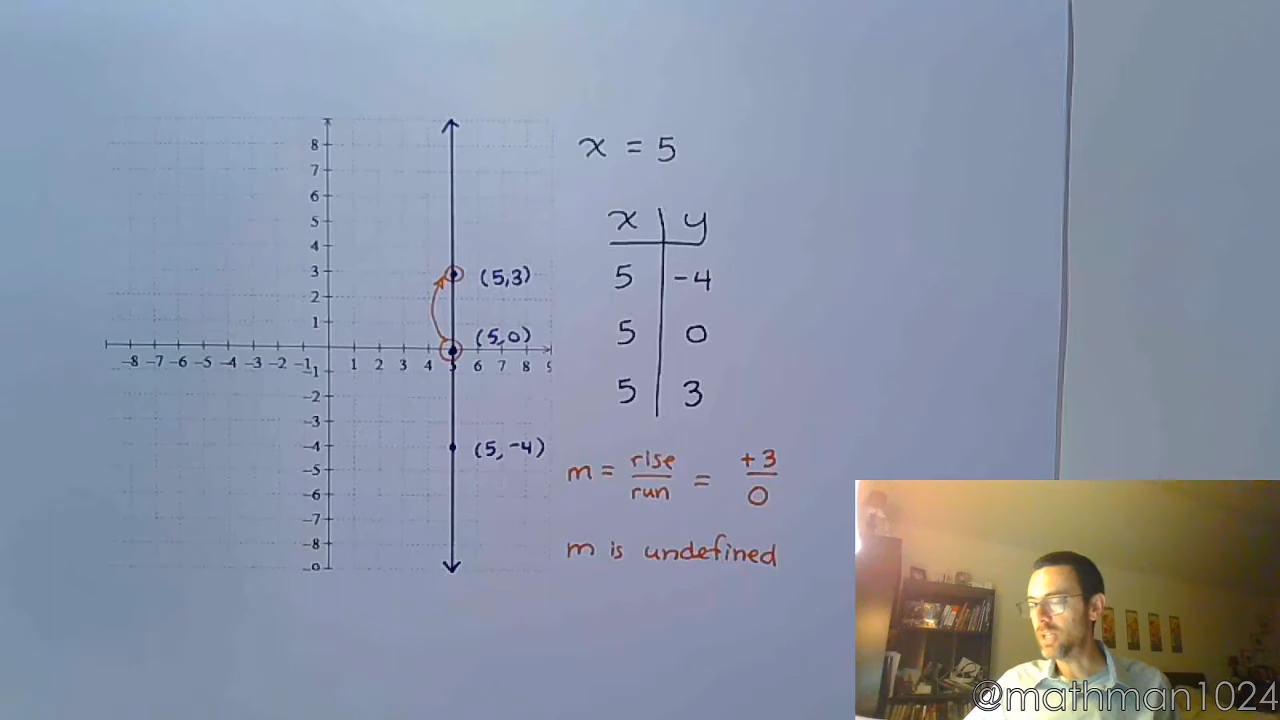 x = 5
x | y
5 | -4
5 | 0
5 | 3
m = rise/run = +3/0
m is undefined
8
7
6
5
4
3
2
1
-8 -7 -6 -5 -4 -3 -2 -1 1 2 3 4 5 6 7 8
-1
-2
-3
-4
-5
-6
-7
-8
(5,3)
(5,0)
(5,-4)
@mathman1024